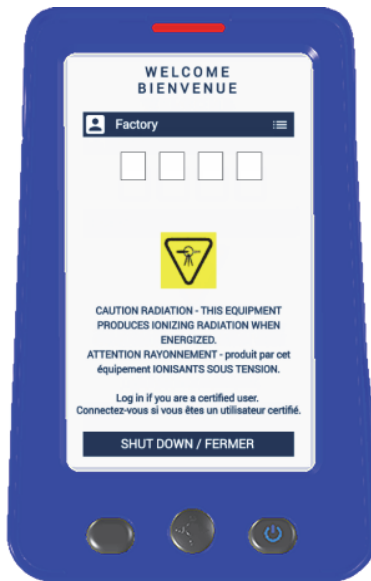 WELCOME
BIENVENUE
Factory
CAUTION RADIATION - THIS EQUIPMENT
PRODUCES IONIZING RADIATION WHEN
ENERGIZED.
ATTENTION RAYONNEMENT - produit par cet
équipement IONISANTS SOUS TENSION.
Log in if you are a certified user.
Connectez-vous si vous êtes un utilisateur certifié.
SHUT DOWN / FERMER